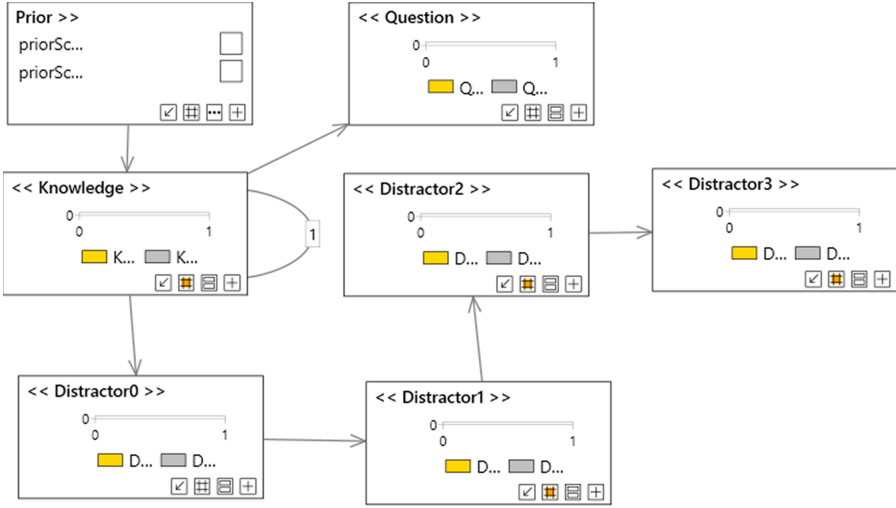 Prior >>
priorSc...
priorSc...
<< Question >>
0
0 1
Q... Q...
<< Knowledge >>
0
0 1
K... K...
1
<< Distractor2 >>
0
0 1
D... D...
<< Distractor3 >>
0
0 1
D... D...
<< Distractor0 >>
0
0 1
D... D...
<< Distractor1 >>
0
0 1
D... D...